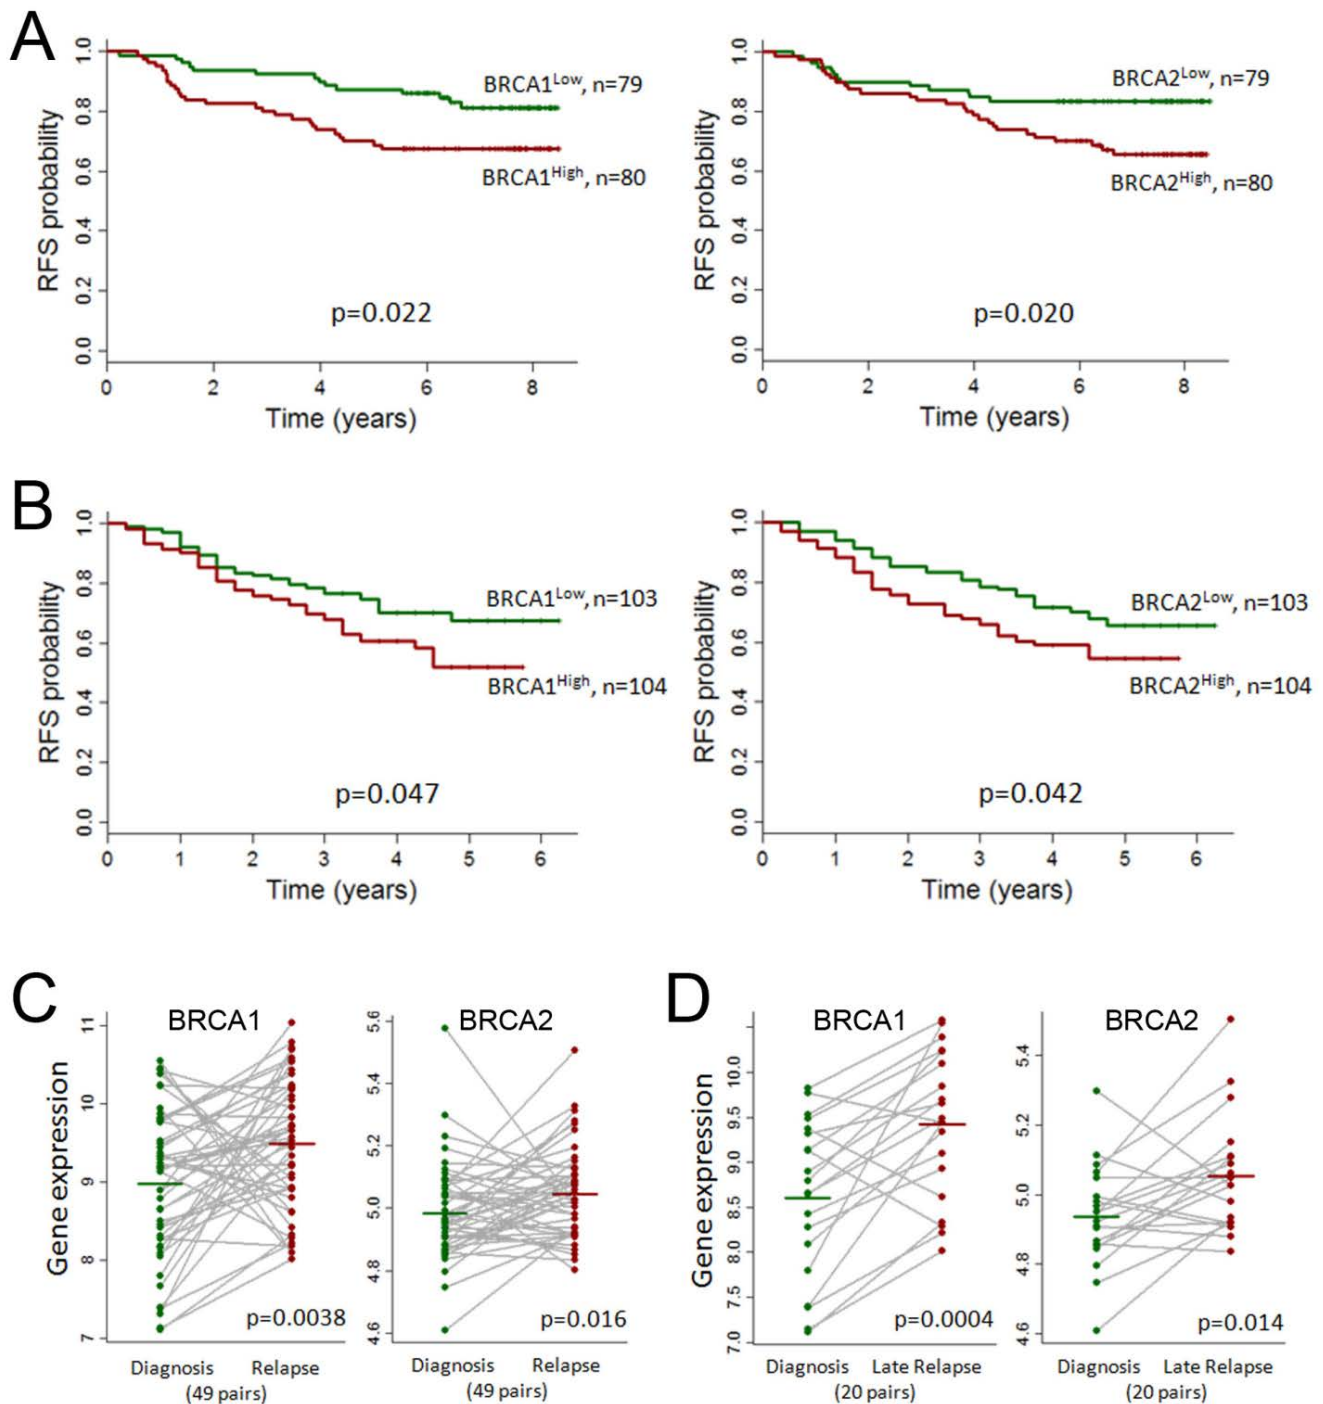 A
1.0
0.8
0.6
0.4
0.2
0.0
RFS probability
BRCA1Low, n=79
BRCA1High, n=80
p=0.022
0 2 4 6 8
Time (years)
1.0
0.8
0.6
0.4
0.2
0.0
RFS probability
BRCA2Low, n=79
BRCA2High, n=80
p=0.020
0 2 4 6 8
Time (years)
B
1.0
0.8
0.6
0.4
0.2
0.0
RFS probability
BRCA1Low, n=103
BRCA1High, n=104
p=0.047
0 1 2 3 4 5 6
Time (years)
1.0
0.8
0.6
0.4
0.2
0.0
RFS probability
BRCA2Low, n=103
BRCA2High, n=104
p=0.042
0 1 2 3 4 5 6
Time (years)
C
BRCA1
11
10
9
8
7
Gene expression
p=0.0038
Diagnosis Relapse
(49 pairs)
BRCA2
5.6
5.4
5.2
5.0
4.8
4.6
p=0.016
Diagnosis Relapse
(49 pairs)
D
BRCA1
10.0
9.5
9.0
8.5
8.0
7.5
7.0
Gene expression
p=0.0004
Diagnosis Late Relapse
(20 pairs)
BRCA2
5.4
5.2
5.0
4.8
4.6
p=0.014
Diagnosis Late Relapse
(20 pairs)